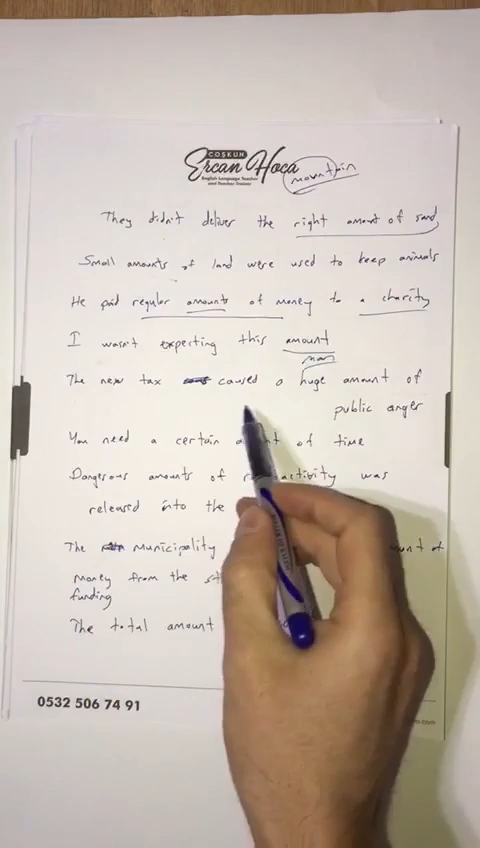 COŞKUN
Ercan Hoca
English Language Teacher
and Teacher Trainer
mountain
They didn't deliver the right amount of sand
Small amounts of land were used to keep animals
He paid regular amounts of money to a charity
I wasn't expecting this amount
man
The new tax caused a huge amount of
public anger
You need a certain of time
Dangerous amounts of was
released into the
The Municipality of
money from the
funding
The total amount
0532 506 74 91